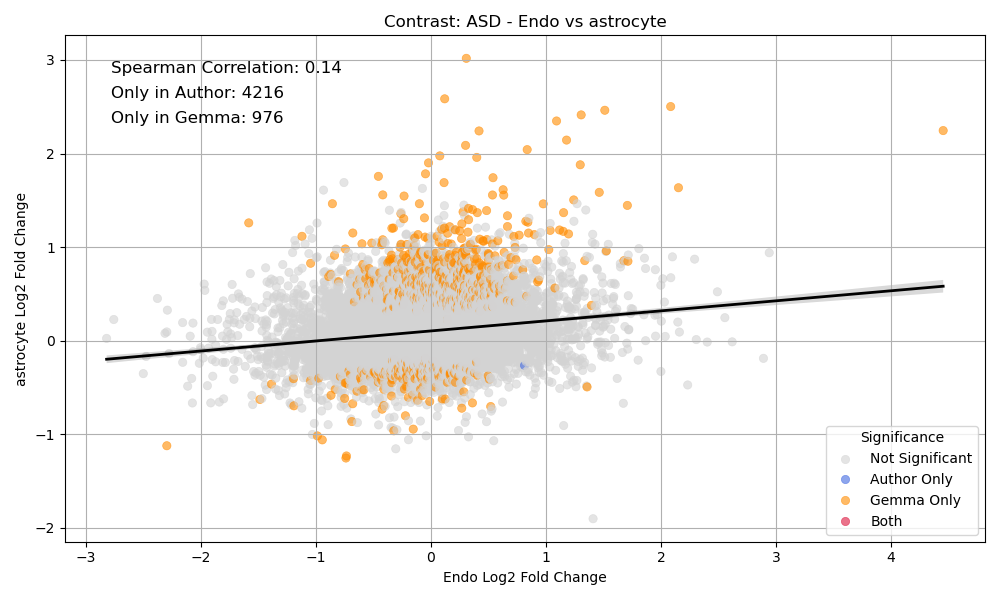 Contrast: ASD - Endo vs astrocyte
Spearman Correlation: 0.14
Only in Author: 4216
Only in Gemma: 976
astrocyte Log2 Fold Change
3
2
1
0
−1
−2
−3
−2
−1
0
1
2
3
4
Endo Log2 Fold Change
Significance
Not Significant
Author Only
Gemma Only
Both